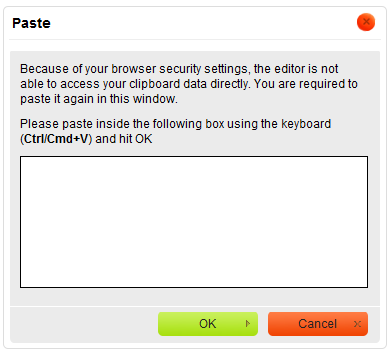 Paste
Because of your browser security settings, the editor is not
able to access your clipboard data directly. You are required to
paste it again in this window.
Please paste inside the following box using the keyboard
(Ctrl/Cmd+V) and hit OK
OK
Cancel